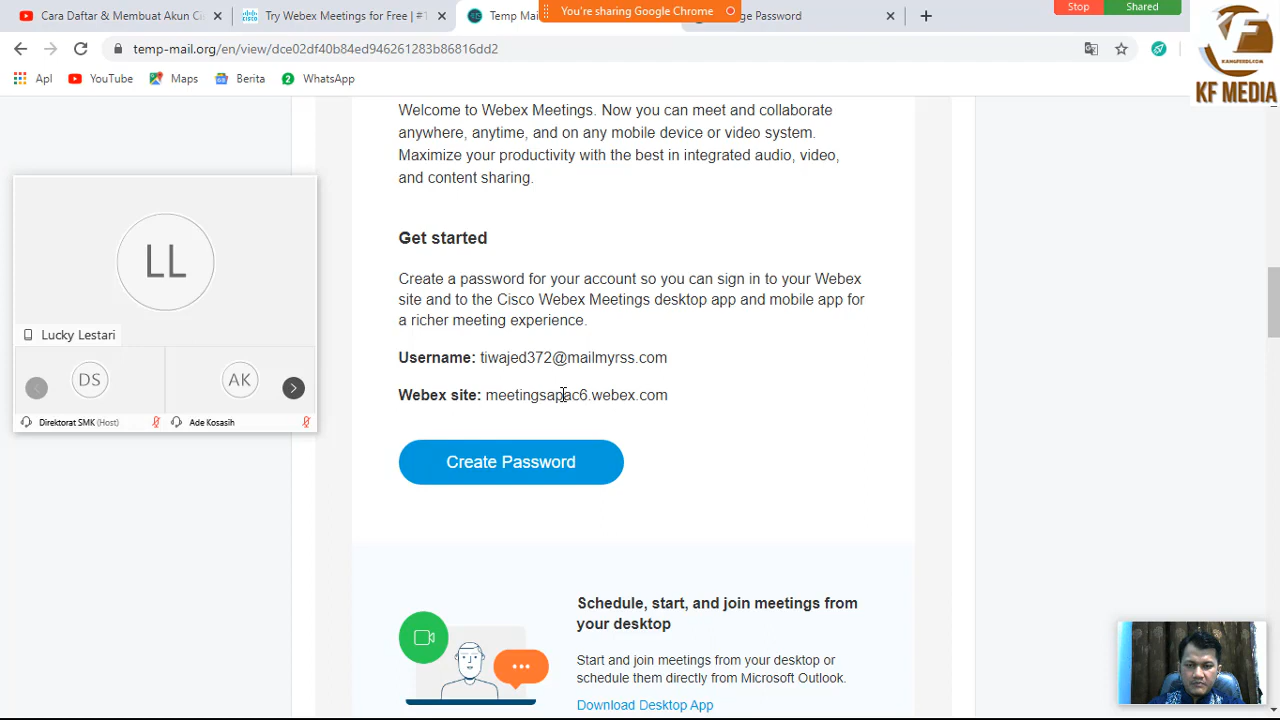 Cara Daftar & Membuat Akun C
Try Webex Meetings for Free | #1
Temp Mai
You're sharing Google Chrome
ge Password
Stop
Shared
temp-mail.org/en/view/dce02df40b84ed946261283b86816dd2
Apl
YouTube
Maps
Berita
2
WhatsApp
KF
KANGFERDI.COM
KF MEDIA
Welcome to Webex Meetings. Now you can meet and collaborate
anywhere, anytime, and on any mobile device or video system.
Maximize your productivity with the best in integrated audio, video,
and content sharing.
LL
Lucky Lestari
DS
AK
Direktorat SMK (Host)
Ade Kosasih
Get started
Create a password for your account so you can sign in to your Webex
site and to the Cisco Webex Meetings desktop app and mobile app for
a richer meeting experience.
Username: tiwajed372@mailmyrss.com
Webex site: meetingsapac6.webex.com
Create Password
Schedule, start, and join meetings from
your desktop
Start and join meetings from your desktop or
schedule them directly from Microsoft Outlook.
Download Desktop App